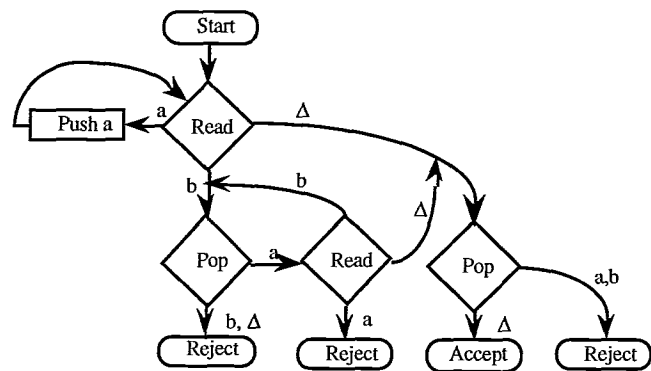 Start
a
Δ
Push a
Read
b
b
Δ
Pop
a
Read
Pop
a,b
b, Δ
a
Δ
Reject
Reject
Accept
Reject